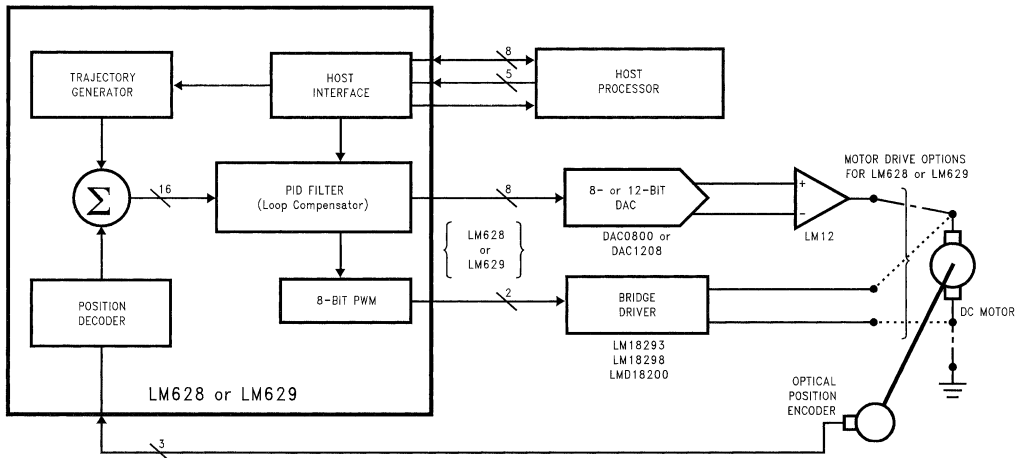 TRAJECTORY
GENERATOR
HOST
INTERFACE
8
5
HOST
PROCESSOR
Σ
16
PID FILTER
(Loop Compensator)
8
8- or 12-BIT
DAC
DAC0800 or
DAC1208
+
−
LM12
MOTOR DRIVE OPTIONS
FOR LM628 or LM629
LM628
or
LM629
POSITION
DECODER
8-BIT PWM
2
BRIDGE
DRIVER
LM18293
LM18298
LMD18200
DC MOTOR
LM628 or LM629
OPTICAL
POSITION
ENCODER
3